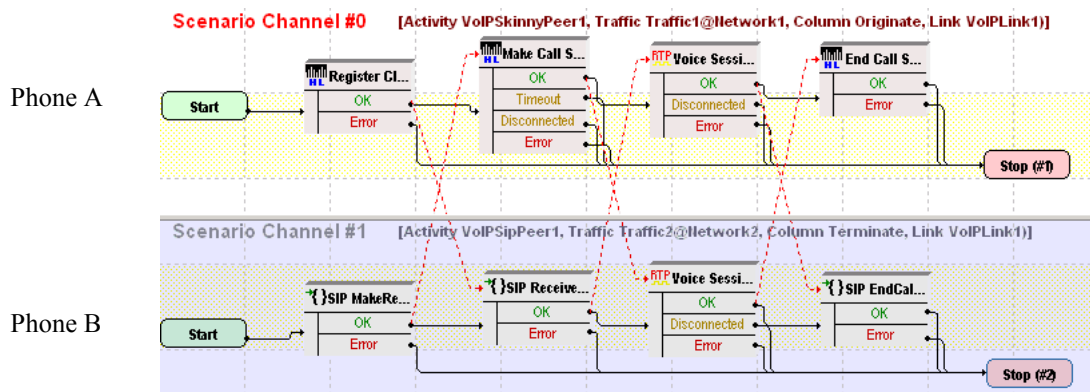 Scenario Channel #0 [Activity VoIPSkinnyPeer1, Traffic Traffic1@Network1, Column Originate, Link VoIPLink1)]
Phone A
Start
HL Register Cl...
OK
Error
HL Make Call S...
OK
Timeout
Disconnected
Error
RTP Voice Sessi...
OK
Disconnected
Error
HL End Call S...
OK
Error
Stop (#1)
Scenario Channel #1 [Activity VoIPSipPeer1, Traffic Traffic2@Network2, Column Terminate, Link VoIPLink1)]
Phone B
Start
{}SIP MakeRe...
OK
Error
{}SIP Receive...
OK
Error
RTP Voice Sessi...
OK
Disconnected
Error
{}SIP EndCal...
OK
Error
Stop (#2)